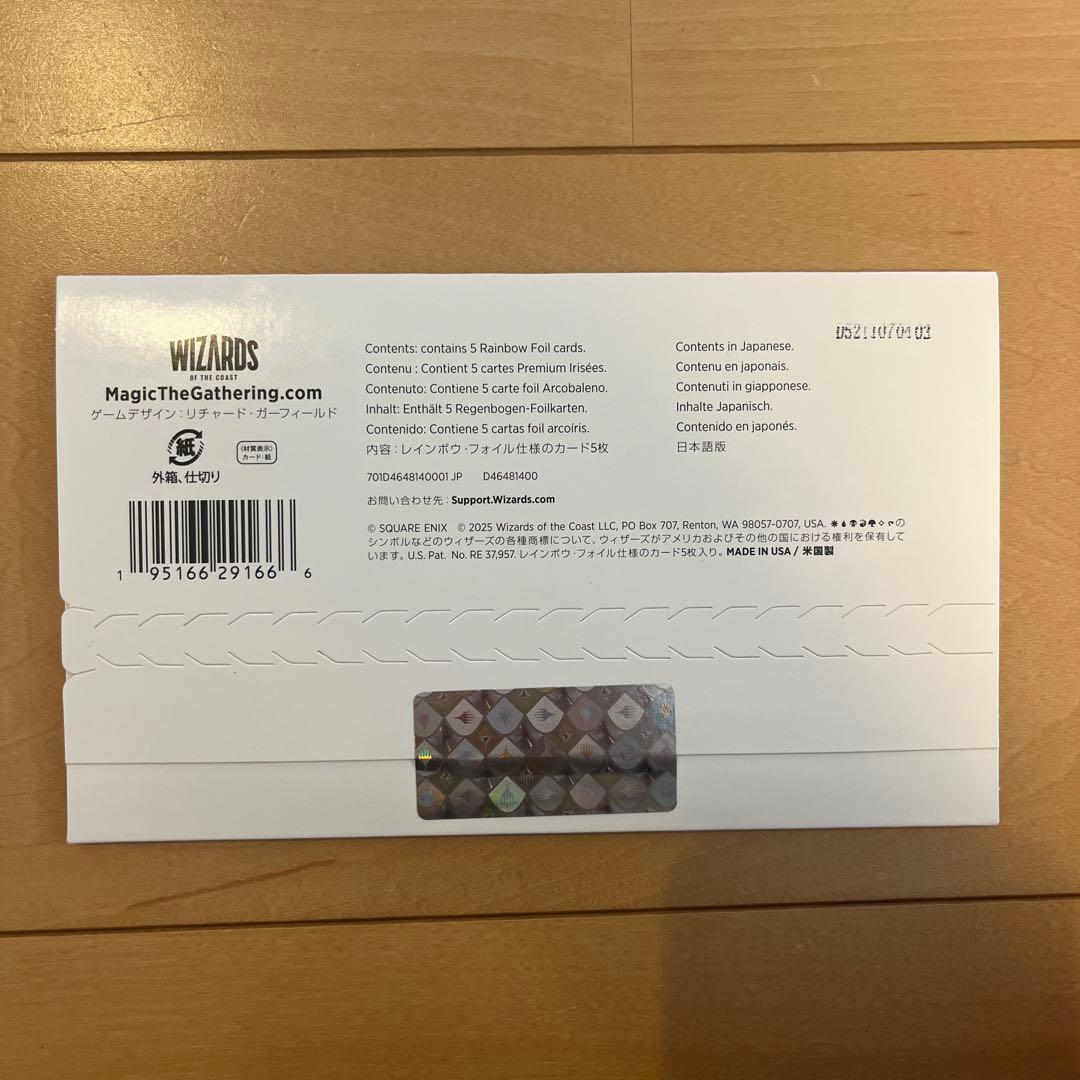 WIZARDS
OF THE COAST
MagicTheGathering.com
ゲームデザイン：リチャード・ガーフィールド
紙
外箱、仕切り
〈材質表示〉
カード：紙
1 95166 29166 6
Contents: contains 5 Rainbow Foil cards.
Contenu : Contient 5 cartes Premium Irisées.
Contenuto: Contiene 5 carte foil Arcobaleno.
Inhalt: Enthält 5 Regenbogen-Foilkarten.
Contenido: Contiene 5 cartas foil arcoíris.
内容：レインボウ・フォイル仕様のカード5枚
Contents in Japanese.
Contenu en japonais.
Contenuti in giapponese.
Inhalte Japanisch.
Contenido en japonés.
日本語版
701D4648140001 JP D46481400
お問い合わせ先：Support.Wizards.com
© SQUARE ENIX © 2025 Wizards of the Coast LLC, PO Box 707, Renton, WA 98057-0707, USA. の
シンボルなどのウィザーズの各種商標について、ウィザーズがアメリカおよびその他の国における権利を保有して
います。U.S. Pat. No. RE 37,957. レインボウ・フォイル仕様のカード5枚入り。MADE IN USA / 米国製